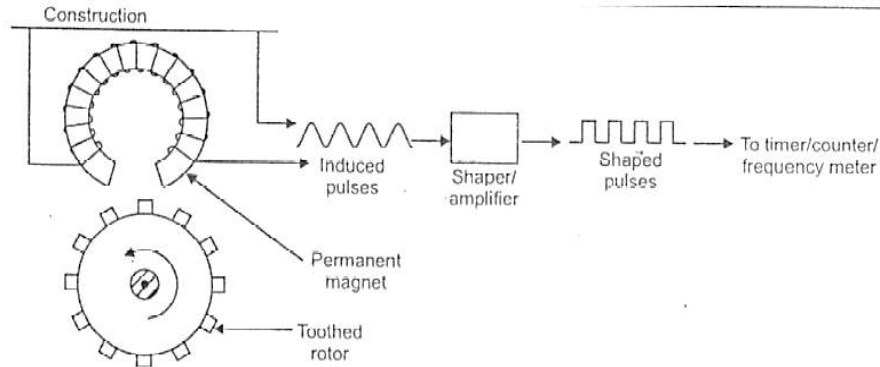 Construction
Induced
pulses
Shaper/
amplifier
Shaped
pulses
To timer/counter/
frequency meter
Permanent
magnet
Toothed
rotor